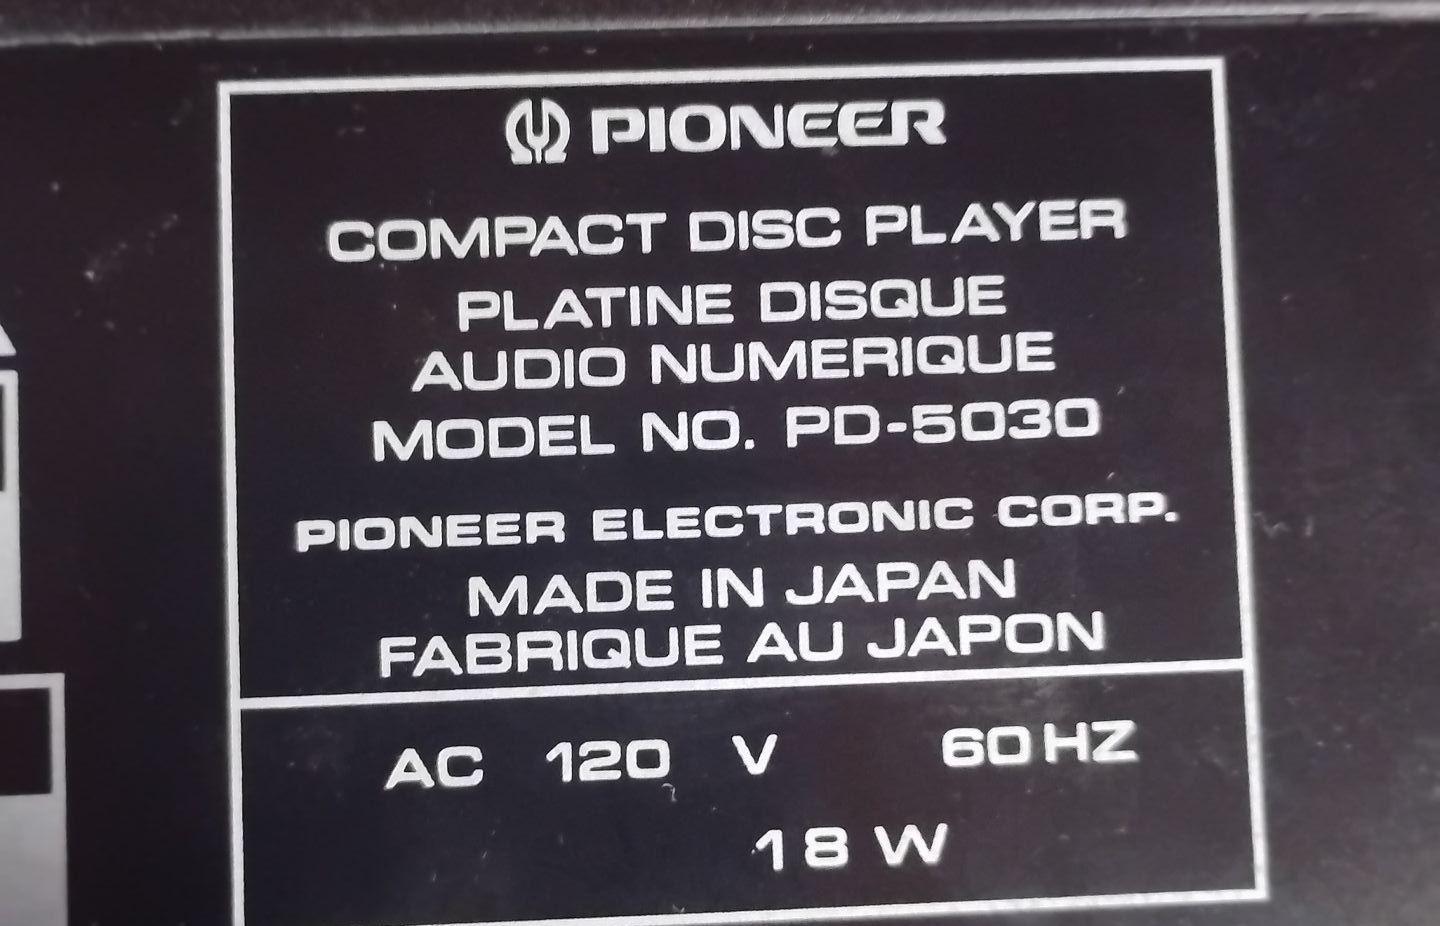 PIONEER
COMPACT DISC PLAYER
PLATINE DISQUE
AUDIO NUMERIQUE
MODEL NO. PD-5030
PIONEER ELECTRONIC CORP.
MADE IN JAPAN
FABRIQUE AU JAPON
AC 120 V 60 HZ
18 W